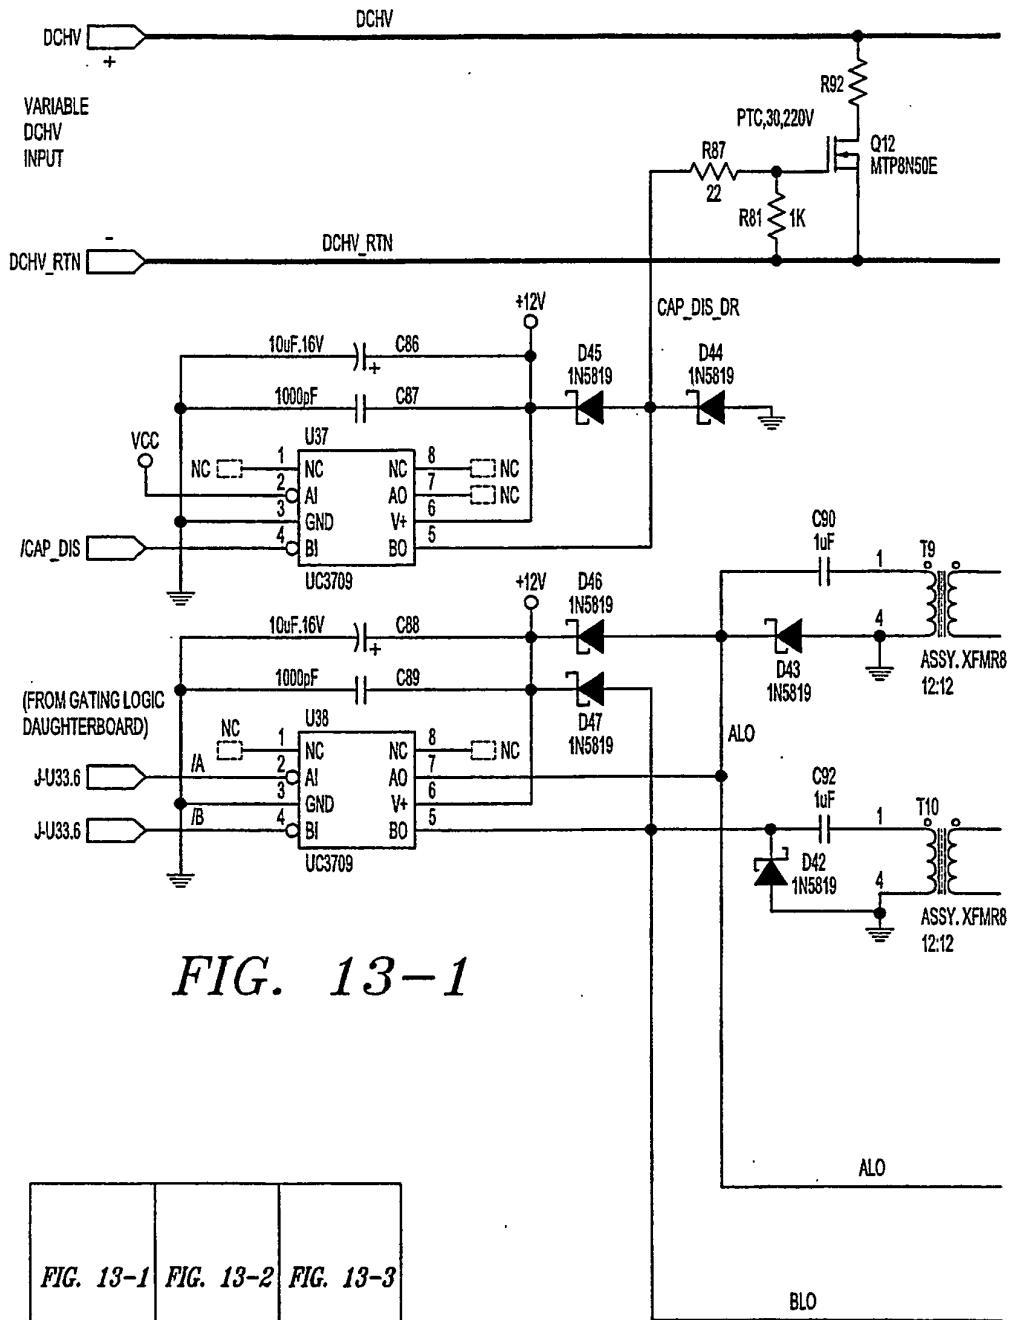 DCHV
DCHV
+
R92
VARIABLE
DCHV
INPUT
PTC,30,220V
Q12
MTP8N50E
R87
22
R81
1K
-
DCHV_RTN
DCHV_RTN
+12V
CAP_DIS_DR
10uF.16V
C86
+
D45
1N5819
D44
1N5819
1000pF
C87
U37
VCC
NC
1
NC
NC
8
NC
2
AI
AO
7
NC
3
GND
V+
6
/CAP_DIS
4
BI
BO
5
UC3709
C90
1uF
1
T9
4
ASSY. XFMR8
12:12
+12V
D46
1N5819
10uF.16V
C88
+
D43
1N5819
1000pF
C89
D47
1N5819
(FROM GATING LOGIC
DAUGHTERBOARD)
U38
NC
1
NC
NC
8
NC
ALO
J-U33.6
/A
2
AI
AO
7
3
GND
V+
6
J-U33.6
/B
4
BI
BO
5
UC3709
C92
1uF
1
T10
D42
1N5819
4
ASSY. XFMR8
12:12
FIG. 13-1
ALO
FIG. 13-1
FIG. 13-2
FIG. 13-3
BLO